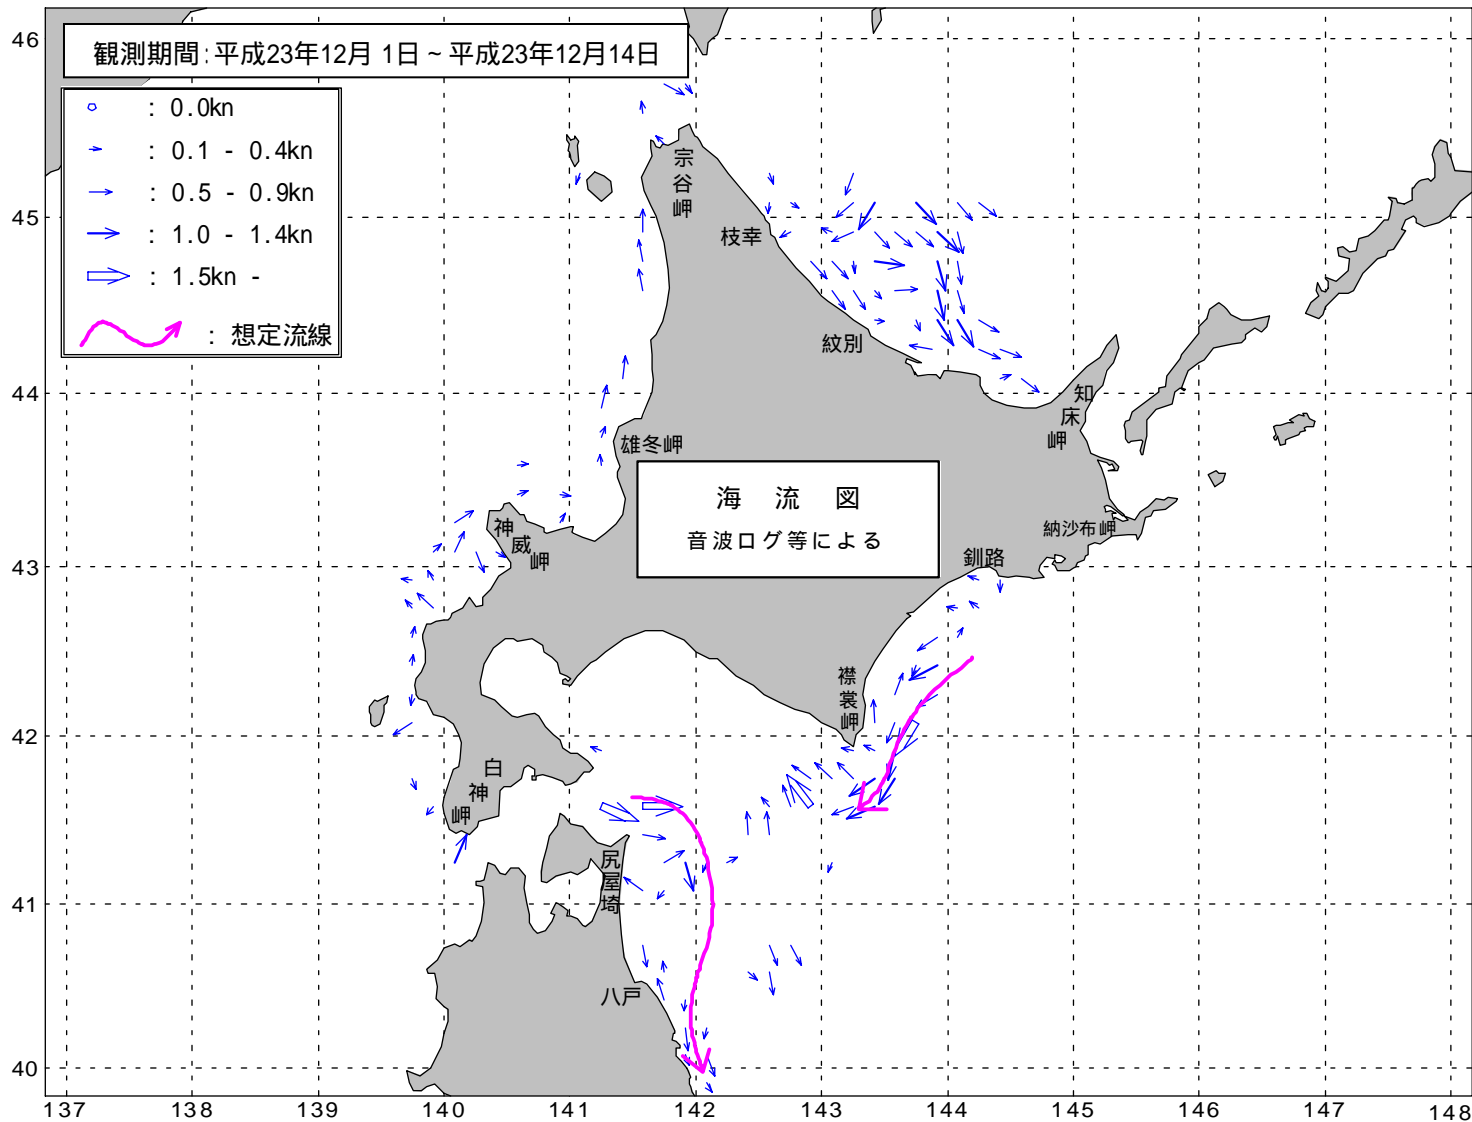 観測期間:平成23年12月 1日～平成23年12月14日
: 0.0kn
: 0.1 - 0.4kn
: 0.5 - 0.9kn
: 1.0 - 1.4kn
: 1.5kn -
: 想定流線
46
45
44
43
42
41
40
宗谷岬
枝幸
紋別
知床岬
雄冬岬
海 流 図
音波ログ等による
納沙布岬
神威岬
釧路
襟裳岬
白神岬
尻屋埼
八戸
137 138 139 140 141 142 143 144 145 146 147 148